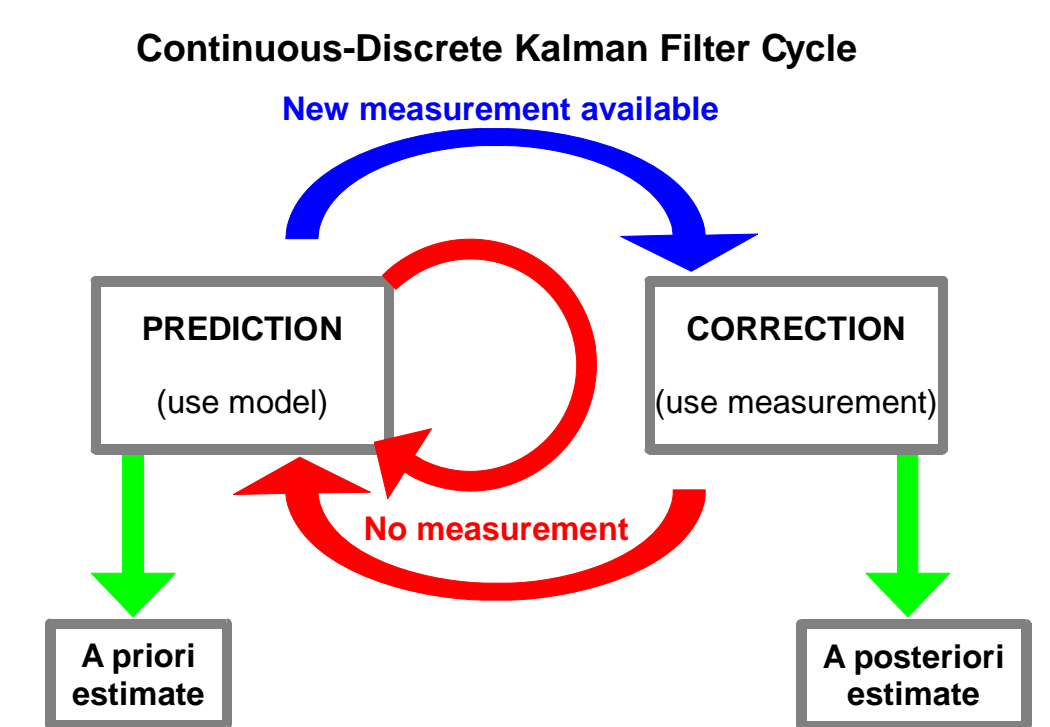 Continuous-Discrete Kalman Filter Cycle
New measurement available
PREDICTION
(use model)
CORRECTION
(use measurement)
No measurement
A priori
estimate
A posteriori
estimate